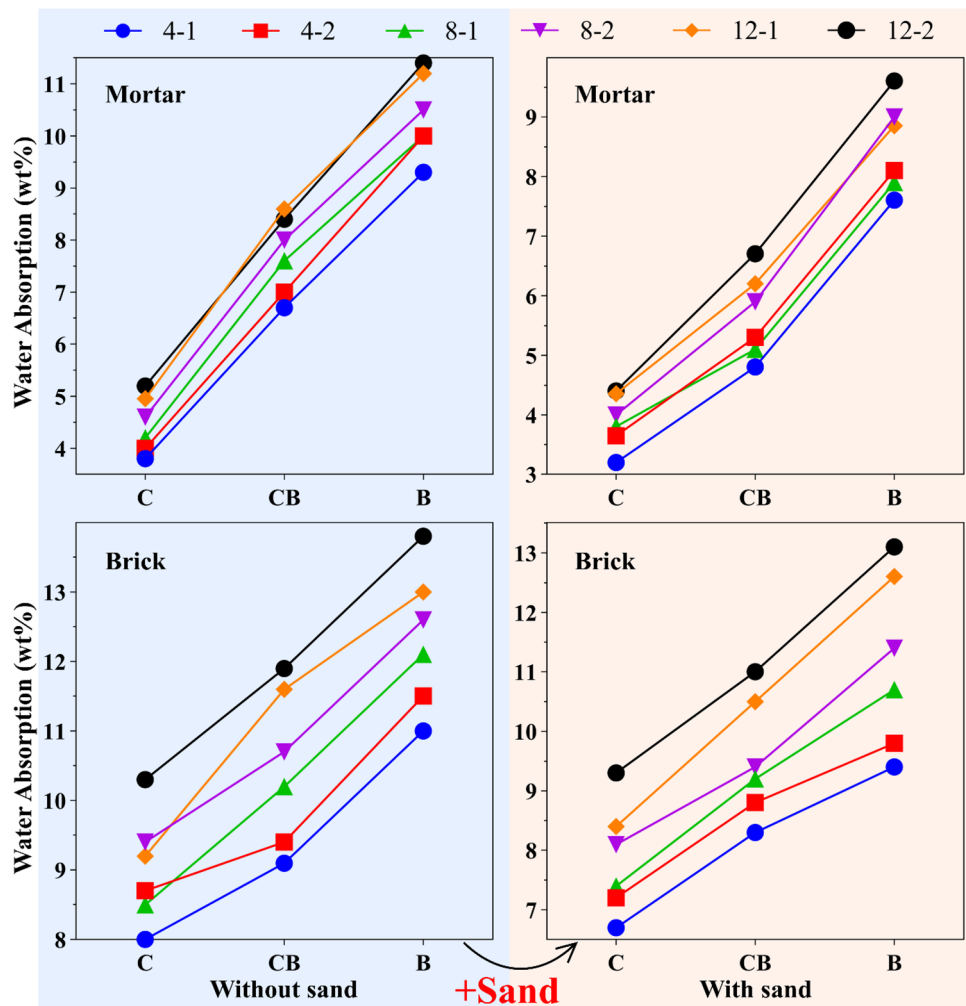 4-1 4-2 8-1 8-2 12-1 12-2
Mortar
Water Absorption (wt%)
11
10
9
8
7
6
5
4
C CB B
Mortar
9
8
7
6
5
4
3
C CB B
Brick
Water Absorption (wt%)
13
12
11
10
9
8
C CB B
Without sand
Brick
13
12
11
10
9
8
7
C CB B
With sand
+Sand